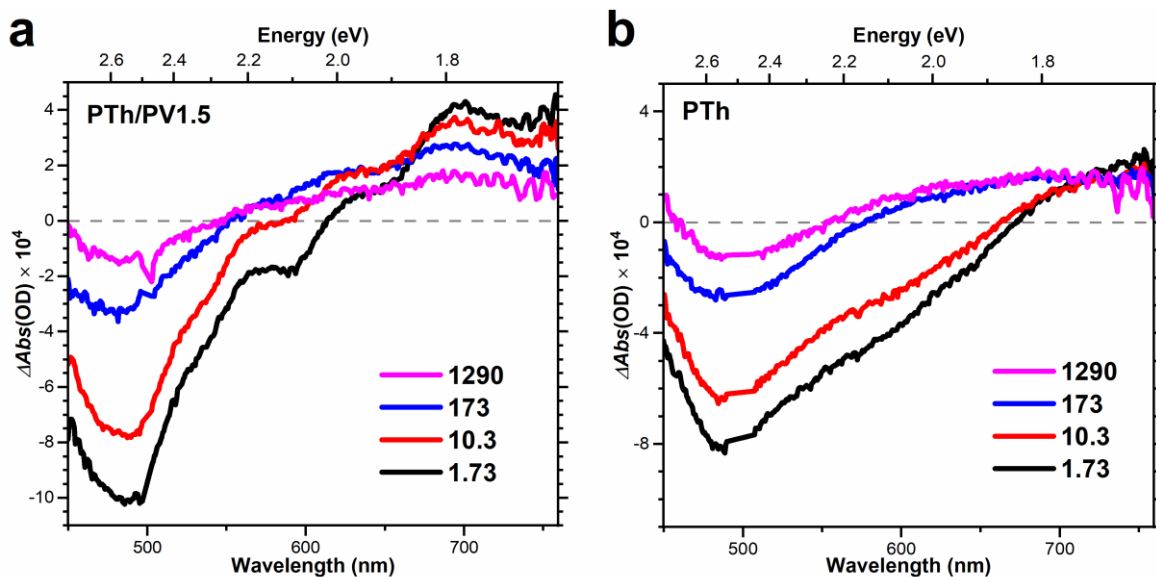 a
Energy (eV)
2.6 2.4 2.2 2.0 1.8
PTh/PV1.5
4
2
0
-2
-4
-6
-8
-10
ΔAbs(OD) × 10⁴
1290
173
10.3
1.73
500 600 700
Wavelength (nm)
b
Energy (eV)
2.6 2.4 2.2 2.0 1.8
PTh
4
0
-4
-8
ΔAbs(OD) × 10⁴
1290
173
10.3
1.73
500 600 700
Wavelength (nm)